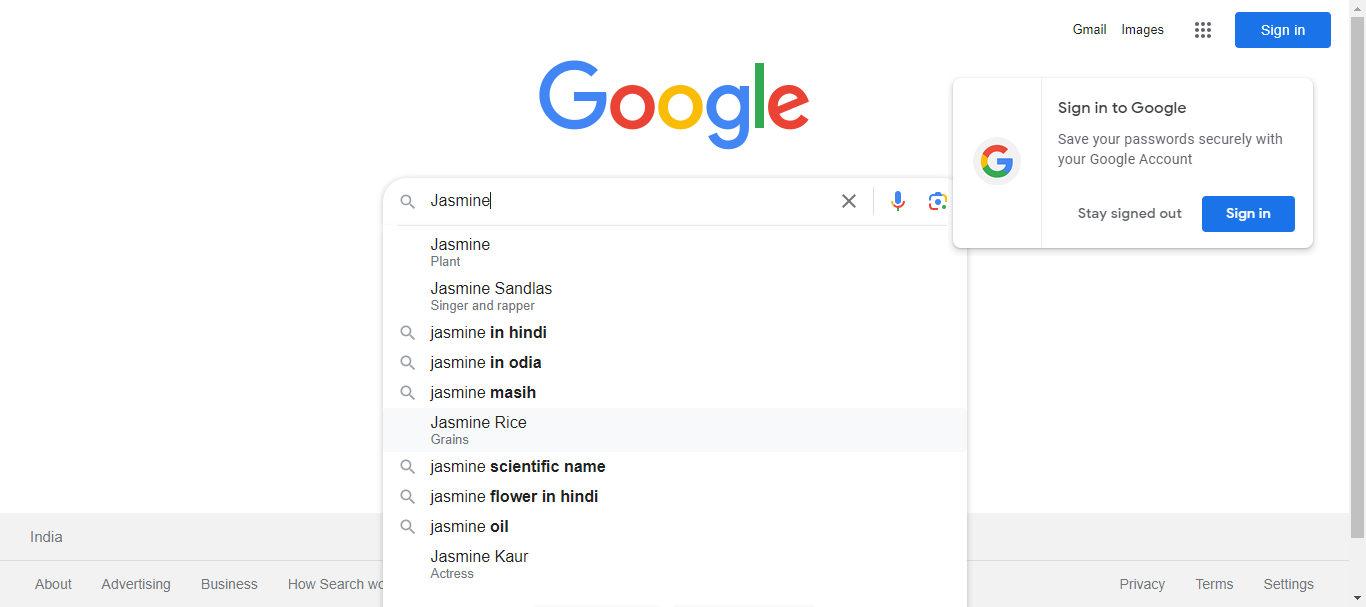 Gmail Images Sign in
Google
Sign in to Google
Save your passwords securely with
your Google Account
Stay signed out Sign in
Jasmine
Jasmine
Plant
Jasmine Sandlas
Singer and rapper
jasmine in hindi
jasmine in odia
jasmine masih
Jasmine Rice
Grains
jasmine scientific name
jasmine flower in hindi
jasmine oil
Jasmine Kaur
Actress
India
About Advertising Business How Search Privacy Terms Settings